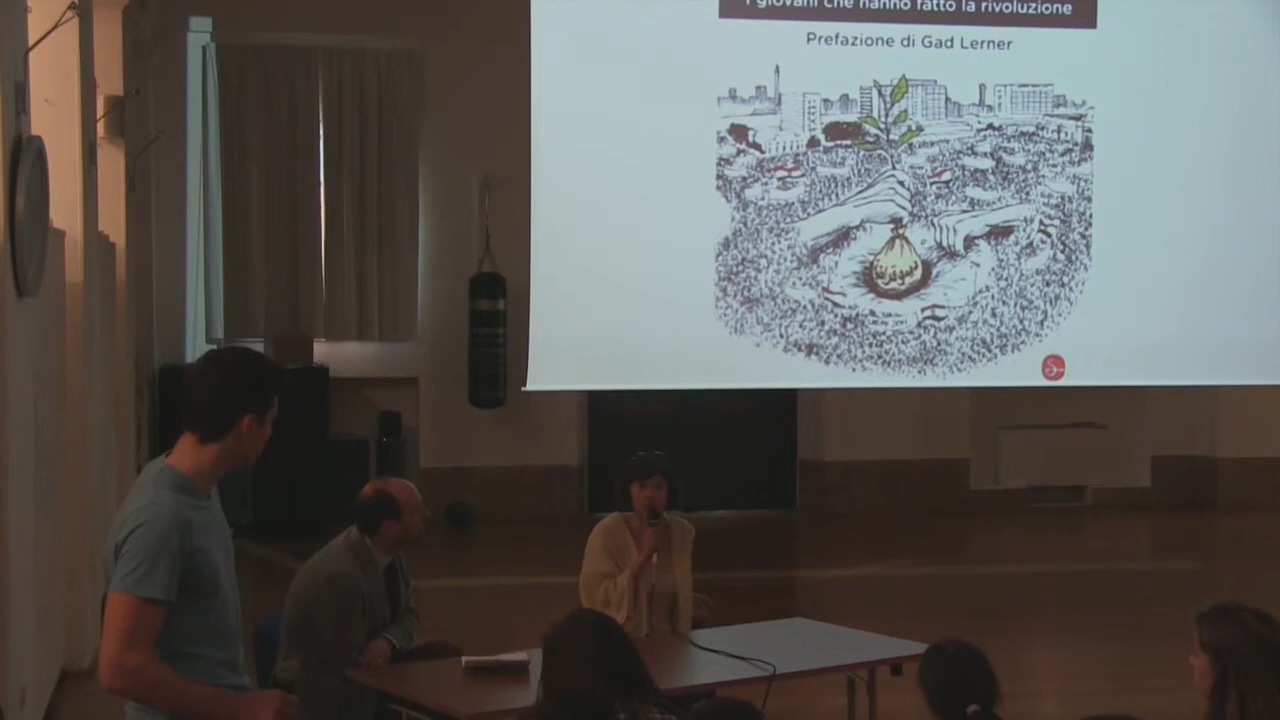 i giovani che hanno fatto la rivoluzione
Prefazione di Gad Lerner